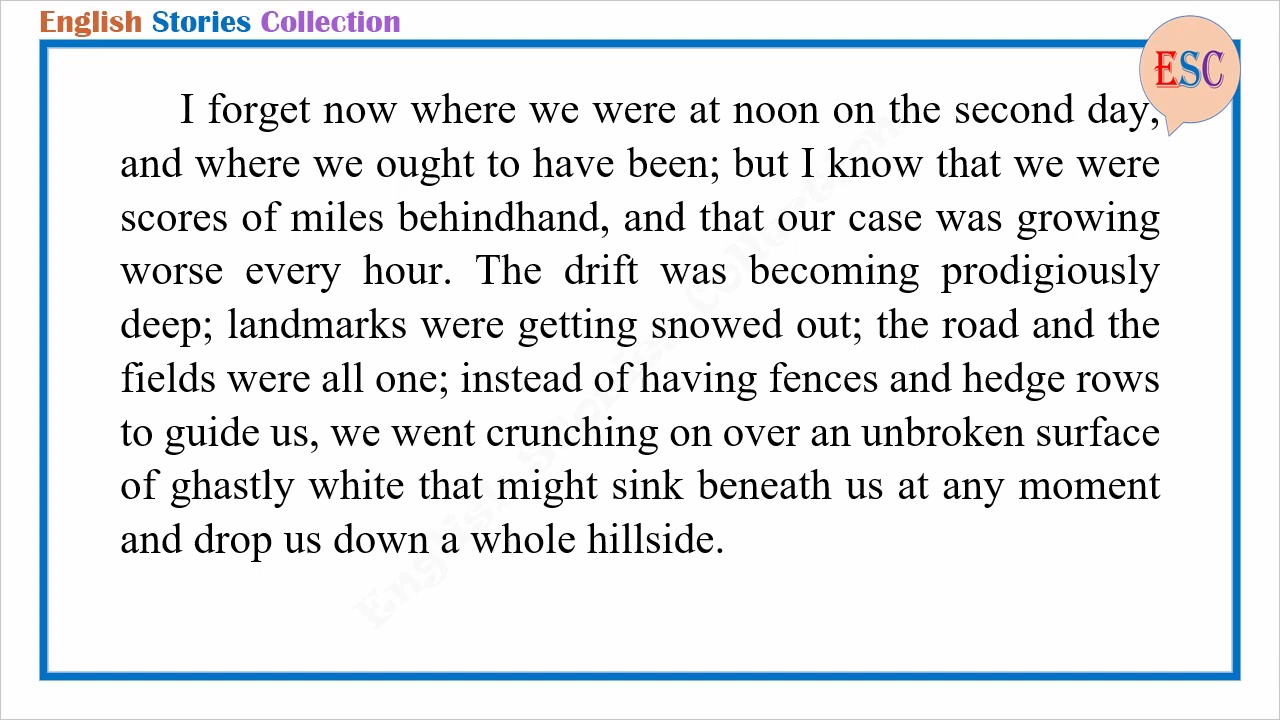 English Stories Collection
ESC
I forget now where we were at noon on the second day,
and where we ought to have been; but I know that we were
scores of miles behindhand, and that our case was growing
worse every hour. The drift was becoming prodigiously
deep; landmarks were getting snowed out; the road and the
fields were all one; instead of having fences and hedge rows
to guide us, we went crunching on over an unbroken surface
of ghastly white that might sink beneath us at any moment
and drop us down a whole hillside.